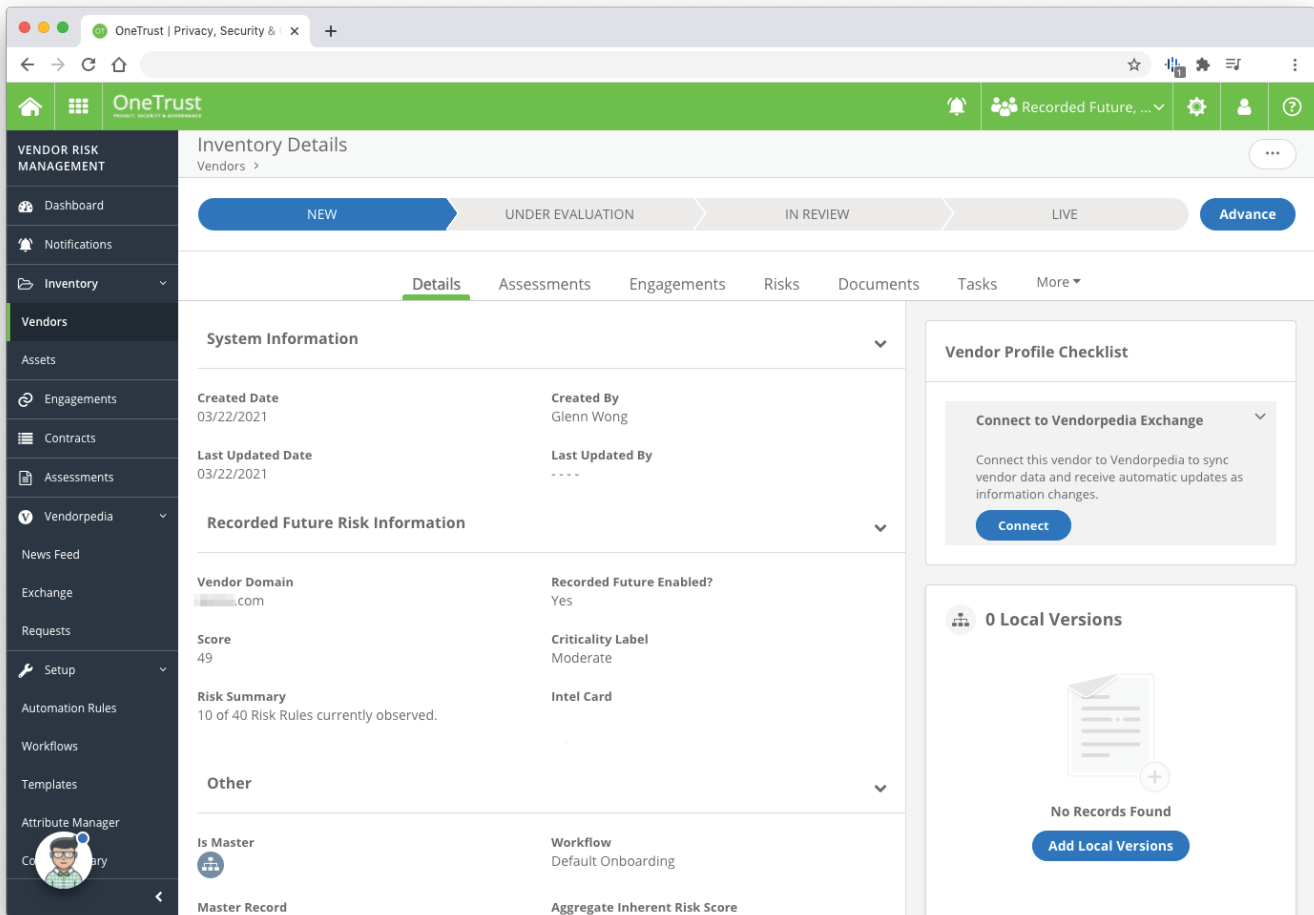 OneTrust | Privacy, Security &
1
OneTrust
PRIVACY, SECURITY & GOVERNANCE
Recorded Future, ...
VENDOR RISK
MANAGEMENT
Dashboard
Notifications
Inventory
Vendors
Assets
Engagements
Contracts
Assessments
Vendorpedia
News Feed
Exchange
Requests
Setup
Automation Rules
Workflows
Templates
Attribute Manager
Inventory Details
Vendors >
...
NEW
UNDER EVALUATION
IN REVIEW
LIVE
Advance
Details
Assessments
Engagements
Risks
Documents
Tasks
More
System Information
Created Date
03/22/2021
Created By
Glenn Wong
Last Updated Date
03/22/2021
Last Updated By
- - - -
Recorded Future Risk Information
Vendor Domain
.com
Recorded Future Enabled?
Yes
Score
49
Criticality Label
Moderate
Risk Summary
10 of 40 Risk Rules currently observed.
Intel Card
Other
Is Master
Workflow
Default Onboarding
Master Record
Aggregate Inherent Risk Score
Vendor Profile Checklist
Connect to Vendorpedia Exchange
Connect this vendor to Vendorpedia to sync
vendor data and receive automatic updates as
information changes.
Connect
0 Local Versions
No Records Found
Add Local Versions